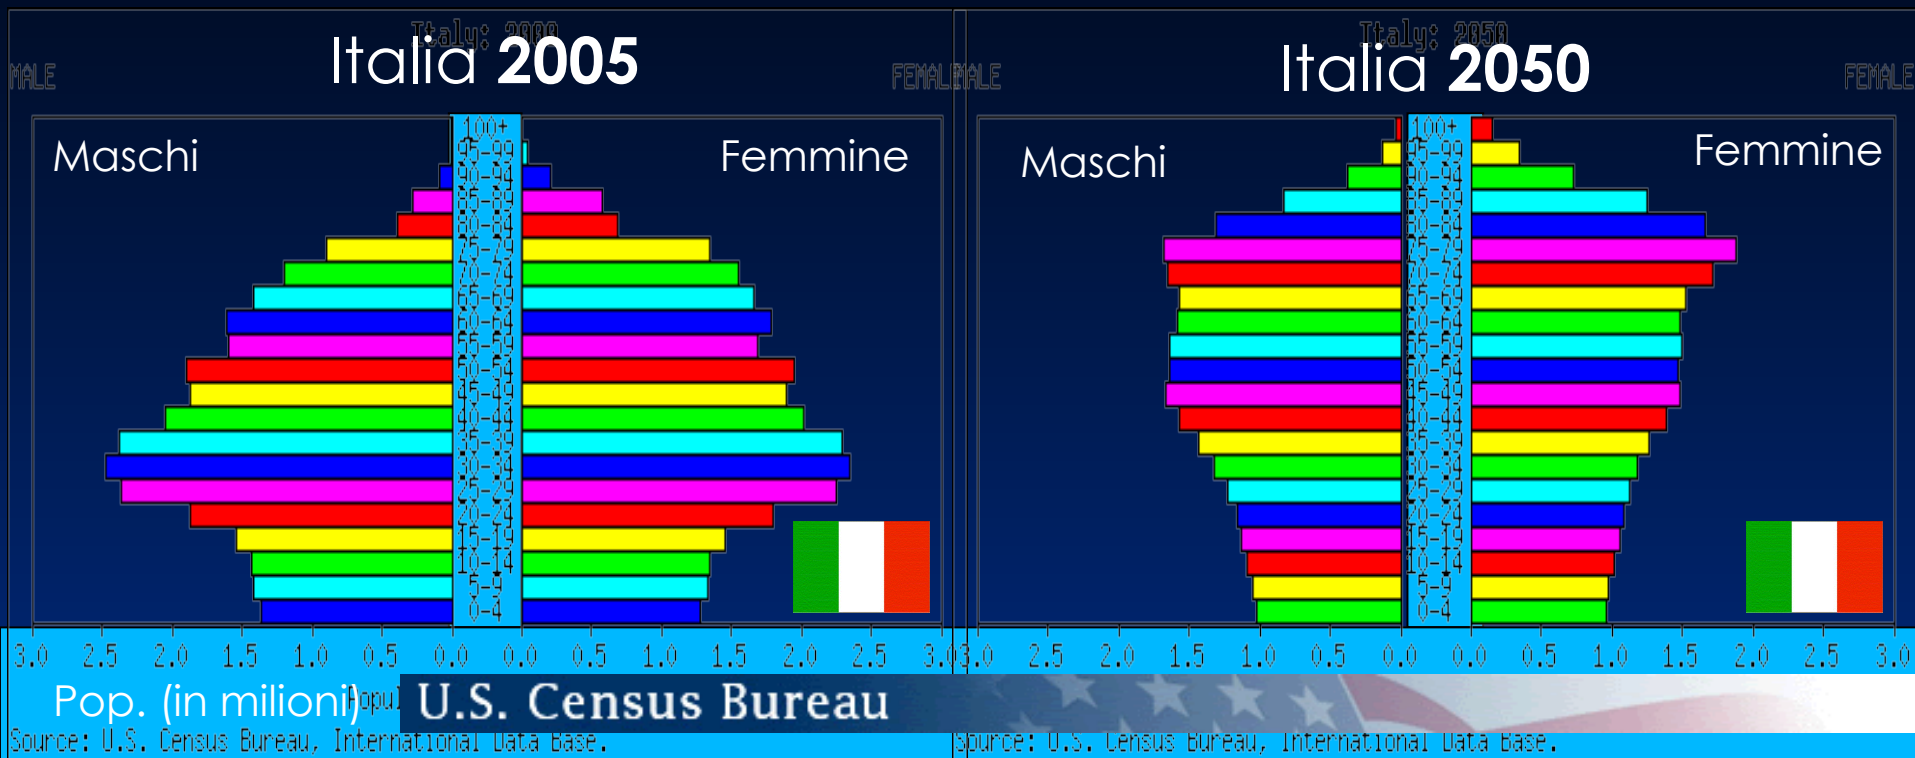 Italy: 2000
Italia 2005
MALE
FEMALE
Maschi
Femmine
100+
95-99
90-94
85-89
80-84
75-79
70-74
65-69
60-64
55-59
50-54
45-49
40-44
35-39
30-34
25-29
20-24
15-19
10-14
5-9
0-4
3.0 2.5 2.0 1.5 1.0 0.5 0.0 0.0 0.5 1.0 1.5 2.0 2.5 3.0
Italy: 2050
Italia 2050
MALE
FEMALE
Maschi
Femmine
100+
95-99
90-94
85-89
80-84
75-79
70-74
65-69
60-64
55-59
50-54
45-49
40-44
35-39
30-34
25-29
20-24
15-19
10-14
5-9
0-4
3.0 2.5 2.0 1.5 1.0 0.5 0.0 0.0 0.5 1.0 1.5 2.0 2.5 3.0
Pop. (in milioni)
U.S. Census Bureau
Source: U.S. Census Bureau, International Data Base.
Source: U.S. Census Bureau, International Data Base.